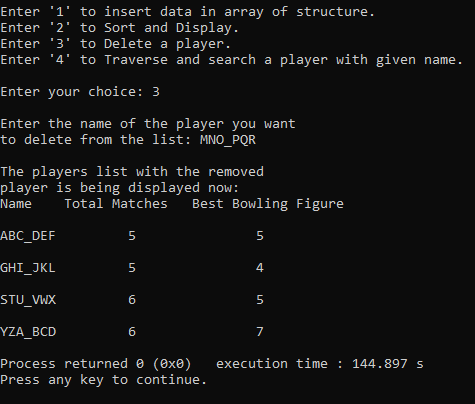 Enter '1' to insert data in array of structure.
Enter '2' to Sort and Display.
Enter '3' to Delete a player.
Enter '4' to Traverse and search a player with given name.
Enter your choice: 3
Enter the name of the player you want
to delete from the list: MNO_PQR
The players list with the removed
player is being displayed now:
Name    Total Matches   Best Bowling Figure
ABC_DEF         5               5
GHI_JKL         5               4
STU_VWX         6               5
YZA_BCD         6               7
Process returned 0 (0x0)   execution time : 144.897 s
Press any key to continue.